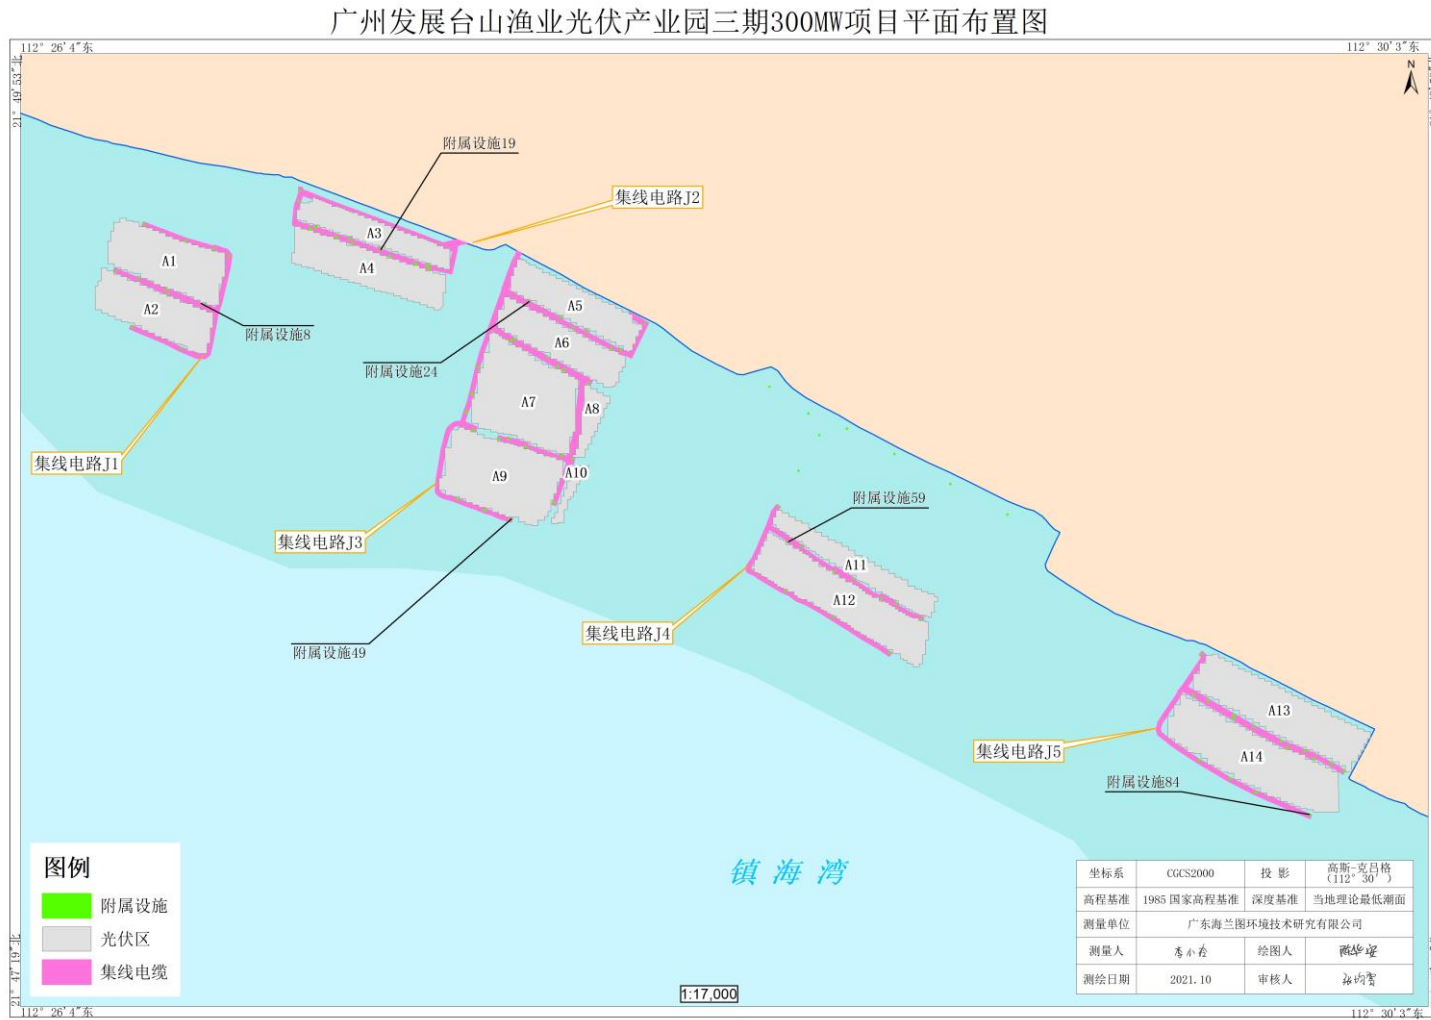 广州发展台山渔业光伏产业园三期300MW项目平面布置图
112° 26′4″东
112° 30′3″东
21° 49′53″北
N
附属设施19
集线电路J2
A3
A4
A1
A2
A5
A6
附属设施8
附属设施24
A7
A8
集线电路J1
A9
A10
附属设施59
集线电路J3
A11
A12
集线电路J4
附属设施49
A13
集线电路J5
A14
附属设施84
镇海湾
图例
附属设施
光伏区
集线电缆
坐标系 CGCS2000 投 影 高斯-克吕格
(112° 30′)
高程基准 1985 国家高程基准 深度基准 当地理论最低潮面
测量单位 广东海兰图环境技术研究有限公司
测量人 绘图人
测绘日期 2021.10 审核人
1:17,000
21° 47′19″北
112° 26′4″东
112° 30′3″东